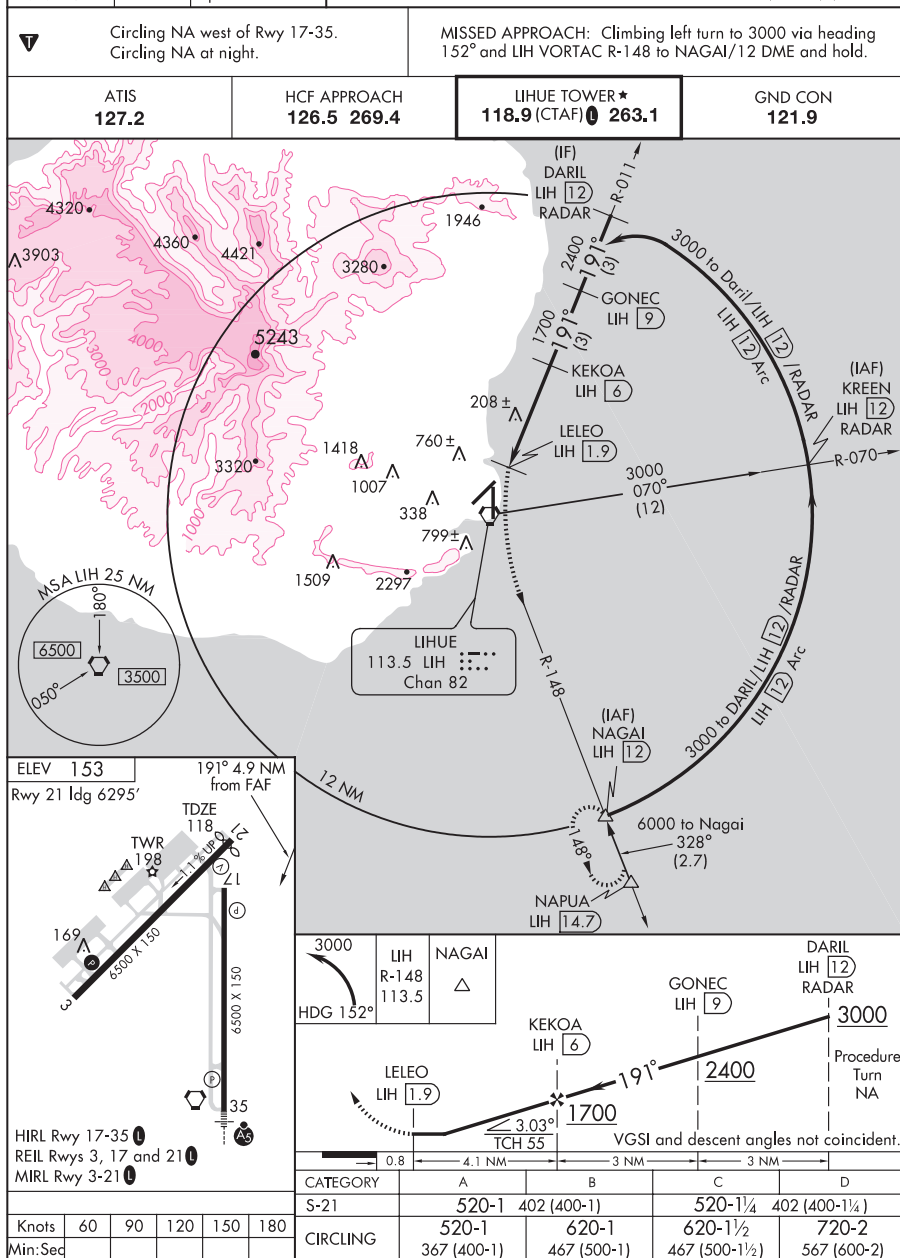 Circling NA west of Rwy 17-35.
Circling NA at night.
MISSED APPROACH: Climbing left turn to 3000 via heading
152° and LIH VORTAC R-148 to NAGAI/12 DME and hold.
T
ATIS
127.2
HCF APPROACH
126.5 269.4
LIHUE TOWER★
118.9 (CTAF) L 263.1
GND CON
121.9
(IF)
DARIL
LIH 12
RADAR
R-011
4320
3903
4360
4421
1946
3280
5243
4000
3000
2000
3320
2400
191°
(3)
GONEC
LIH 9
1700
191°
(3)
KEKOA
LIH 6
3000 to Daril/LIH 12 /RADAR
LIH 12 Arc
(IAF)
KREEN
LIH 12
RADAR
R-070
208 ±
LELEO
LIH 1.9
3000
070°
(12)
1418
760 ±
1007
338
799 ±
1509
2297
MSA LIH 25 NM
180°
6500
3500
050°
LIHUE
113.5 LIH
Chan 82
R-148
3000 to DARIL/LIH 12 /RADAR
LIH 12 Arc
(IAF)
NAGAI
LIH 12
12 NM
148°
6000 to Nagai
328°
(2.7)
NAPUA
LIH 14.7
ELEV 153
Rwy 21 ldg 6295'
191° 4.9 NM
from FAF
TDZE
118
21
TWR
198
1.1% UP
V
17
P
169
P
6500 X 150
3
6500 X 150
P
35
A5
HIRL Rwy 17-35 L
REIL Rwys 3, 17 and 21 L
MIRL Rwy 3-21 L
Knots 60 90 120 150 180
Min:Sec
3000
HDG 152°
LIH
R-148
113.5
NAGAI
DARIL
LIH 12
RADAR
3000
GONEC
LIH 9
2400
KEKOA
LIH 6
1700
191°
LELEO
LIH 1.9
Procedure
Turn
NA
3.03°
TCH 55
VGSI and descent angles not coincident.
0.8 4.1 NM 3 NM 3 NM
CATEGORY A B C D
S-21 520-1 402 (400-1) 520-1¼ 402 (400-1¼)
CIRCLING 520-1 620-1 620-1½ 720-2
367 (400-1) 467 (500-1) 467 (500-1½) 567 (600-2)